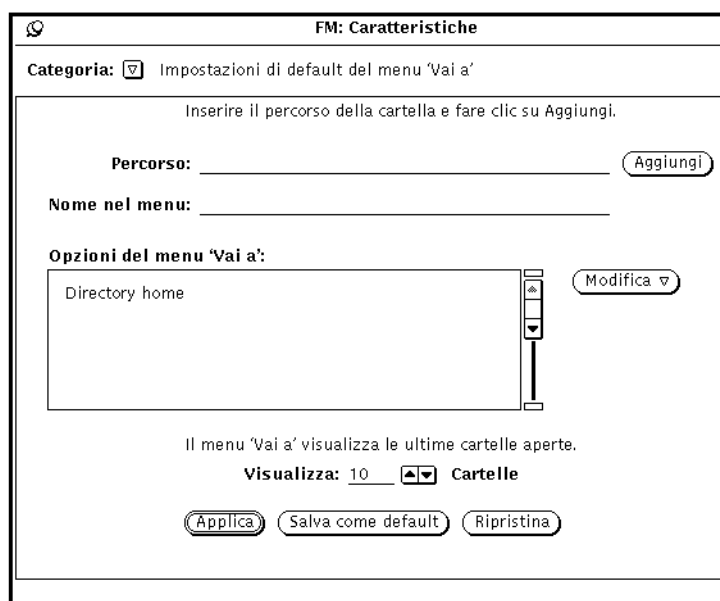 FM: Caratteristiche
Categoria: Impostazioni di default del menu 'Vai a'
Inserire il percorso della cartella e fare clic su Aggiungi.
Percorso: Aggiungi
Nome nel menu:
Opzioni del menu 'Vai a':
Directory home
Modifica
Il menu 'Vai a' visualizza le ultime cartelle aperte.
Visualizza: 10 Cartelle
Applica Salva come default Ripristina